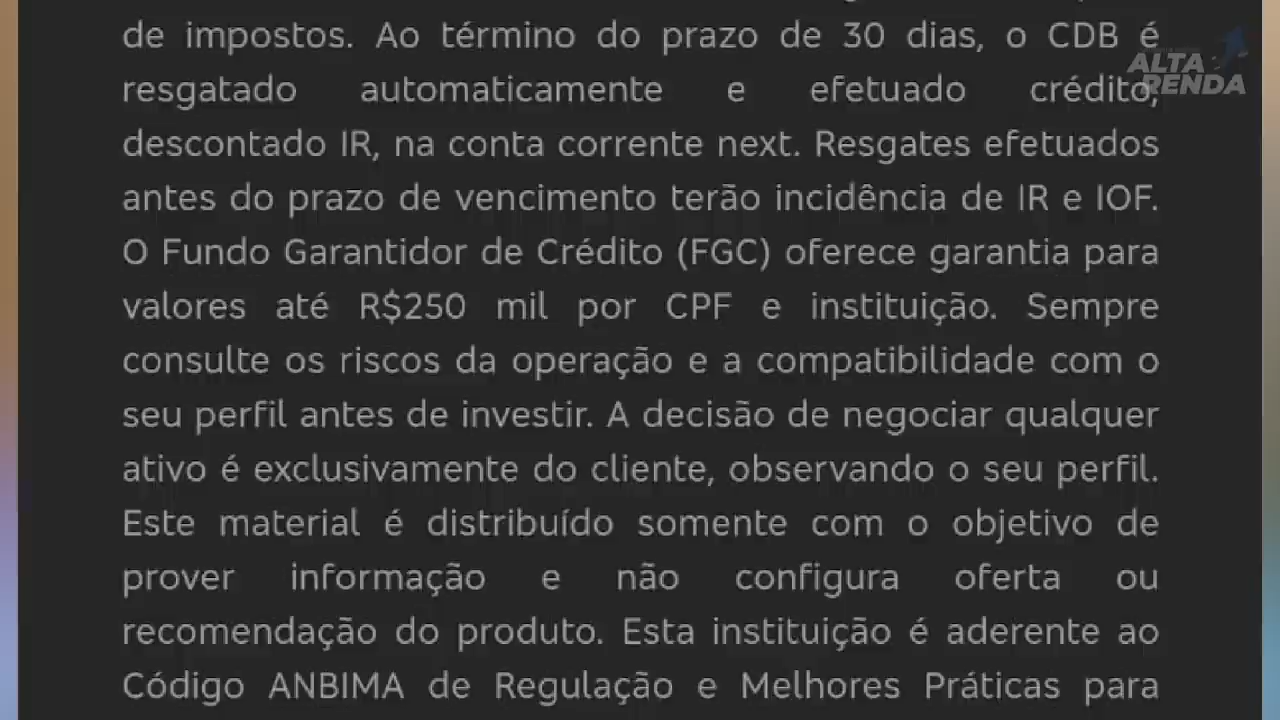 de impostos. Ao término do prazo de 30 dias, o CDB é
resgatado automaticamente e efetuado crédito,
descontado IR, na conta corrente next. Resgates efetuados
antes do prazo de vencimento terão incidência de IR e IOF.
O Fundo Garantidor de Crédito (FGC) oferece garantia para
valores até R$250 mil por CPF e instituição. Sempre
consulte os riscos da operação e a compatibilidade com o
seu perfil antes de investir. A decisão de negociar qualquer
ativo é exclusivamente do cliente, observando o seu perfil.
Este material é distribuído somente com o objetivo de
prover informação e não configura oferta ou
recomendação do produto. Esta instituição é aderente ao
Código ANBIMA de Regulação e Melhores Práticas para
ALTA
RENDA